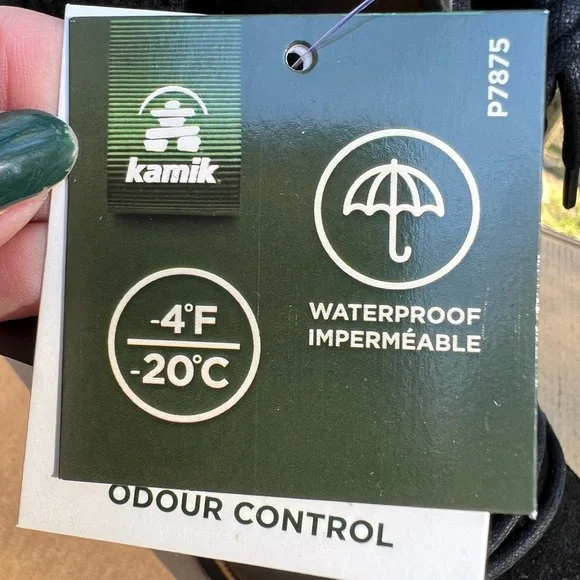 kamik
P7875
-4°F
-20°C
WATERPROOF
IMPERMÉABLE
ODOUR CONTROL